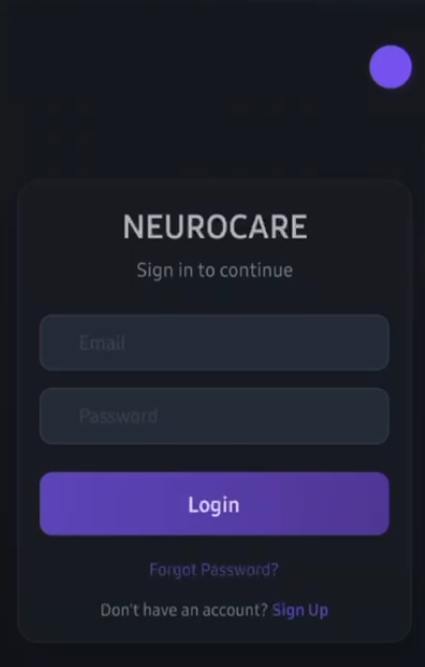 NEUROCARE
Sign in to continue
Email
Password
Login
Forgot Password?
Don't have an account? Sign Up